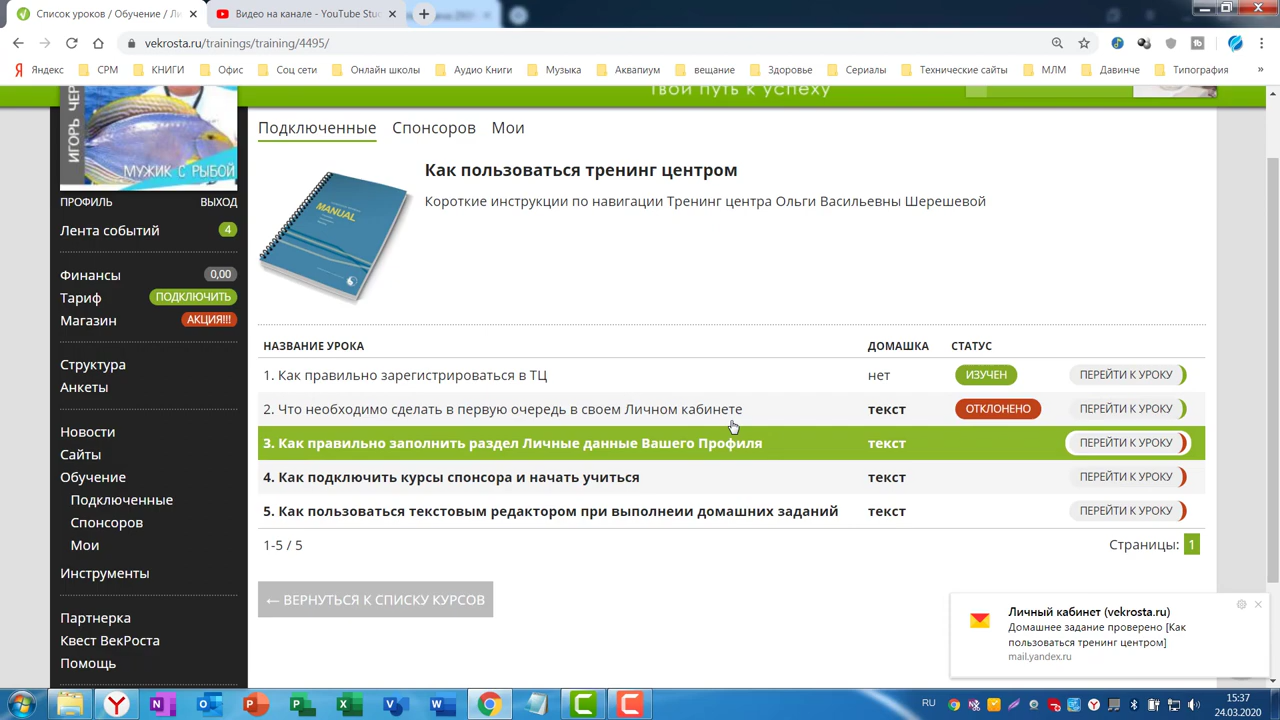 Список уроков / Обучение / Ли
Видео на канале - YouTube Stu
vekrosta.ru/trainings/training/4495/
Яндекс СРМ КНИГИ Офис Соц сети Онлайн школы Аудио Книги Музыка Аквапиум вещание Здоровье Сериалы Технические сайты МЛМ Давинче Типография »
Твой путь к успеху
ИГОРЬ ЧЕР
МУЖИК С РЫБОЙ
ПРОФИЛЬ ВЫХОД
Лента событий 4
Финансы 0,00
Тариф ПОДКЛЮЧИТЬ
Магазин АКЦИЯ!!!
Структура
Анкеты
Новости
Сайты
Обучение
Подключенные
Спонсоров
Мои
Инструменты
Партнерка
Квест ВекРоста
Помощь
Подключенные Спонсоров Мои
MANUAL
Как пользоваться тренинг центром
Короткие инструкции по навигации Тренинг центра Ольги Васильевны Шерешевой
НАЗВАНИЕ УРОКА ДОМАШКА СТАТУС
1. Как правильно зарегистрироваться в ТЦ нет ИЗУЧЕН ПЕРЕЙТИ К УРОКУ
2. Что необходимо сделать в первую очередь в своем Личном кабинете текст ОТКЛОНЕНО ПЕРЕЙТИ К УРОКУ
3. Как правильно заполнить раздел Личные данные Вашего Профиля текст ПЕРЕЙТИ К УРОКУ
4. Как подключить курсы спонсора и начать учиться текст ПЕРЕЙТИ К УРОКУ
5. Как пользоваться текстовым редактором при выполнеии домашних заданий текст ПЕРЕЙТИ К УРОКУ
1-5 / 5 Страницы: 1
← ВЕРНУТЬСЯ К СПИСКУ КУРСОВ
Личный кабинет (vekrosta.ru)
Домашнее задание проверено [Как
пользоваться тренинг центром]
mail.yandex.ru
RU
15:37
24.03.2020